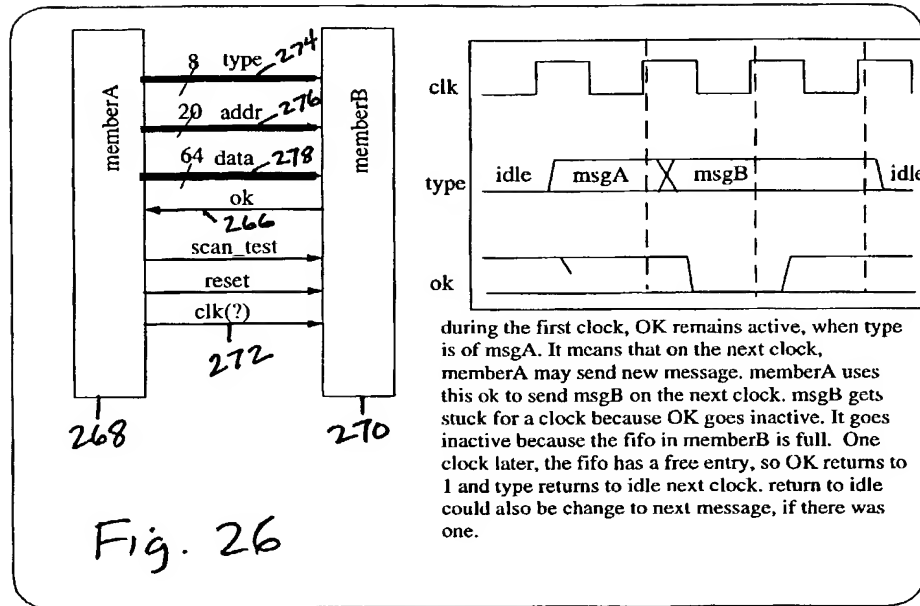 memberA
memberB
8 type 274
20 addr 276
64 data 278
ok
266
scan_test
reset
clk(?)
272
268
270
Fig. 26
clk
type
idle
msgA
msgB
idle
ok
during the first clock, OK remains active, when type
is of msgA. It means that on the next clock,
memberA may send new message. memberA uses
this ok to send msgB on the next clock. msgB gets
stuck for a clock because OK goes inactive. It goes
inactive because the fifo in memberB is full. One
clock later, the fifo has a free entry, so OK returns to
1 and type returns to idle next clock. return to idle
could also be change to next message, if there was
one.